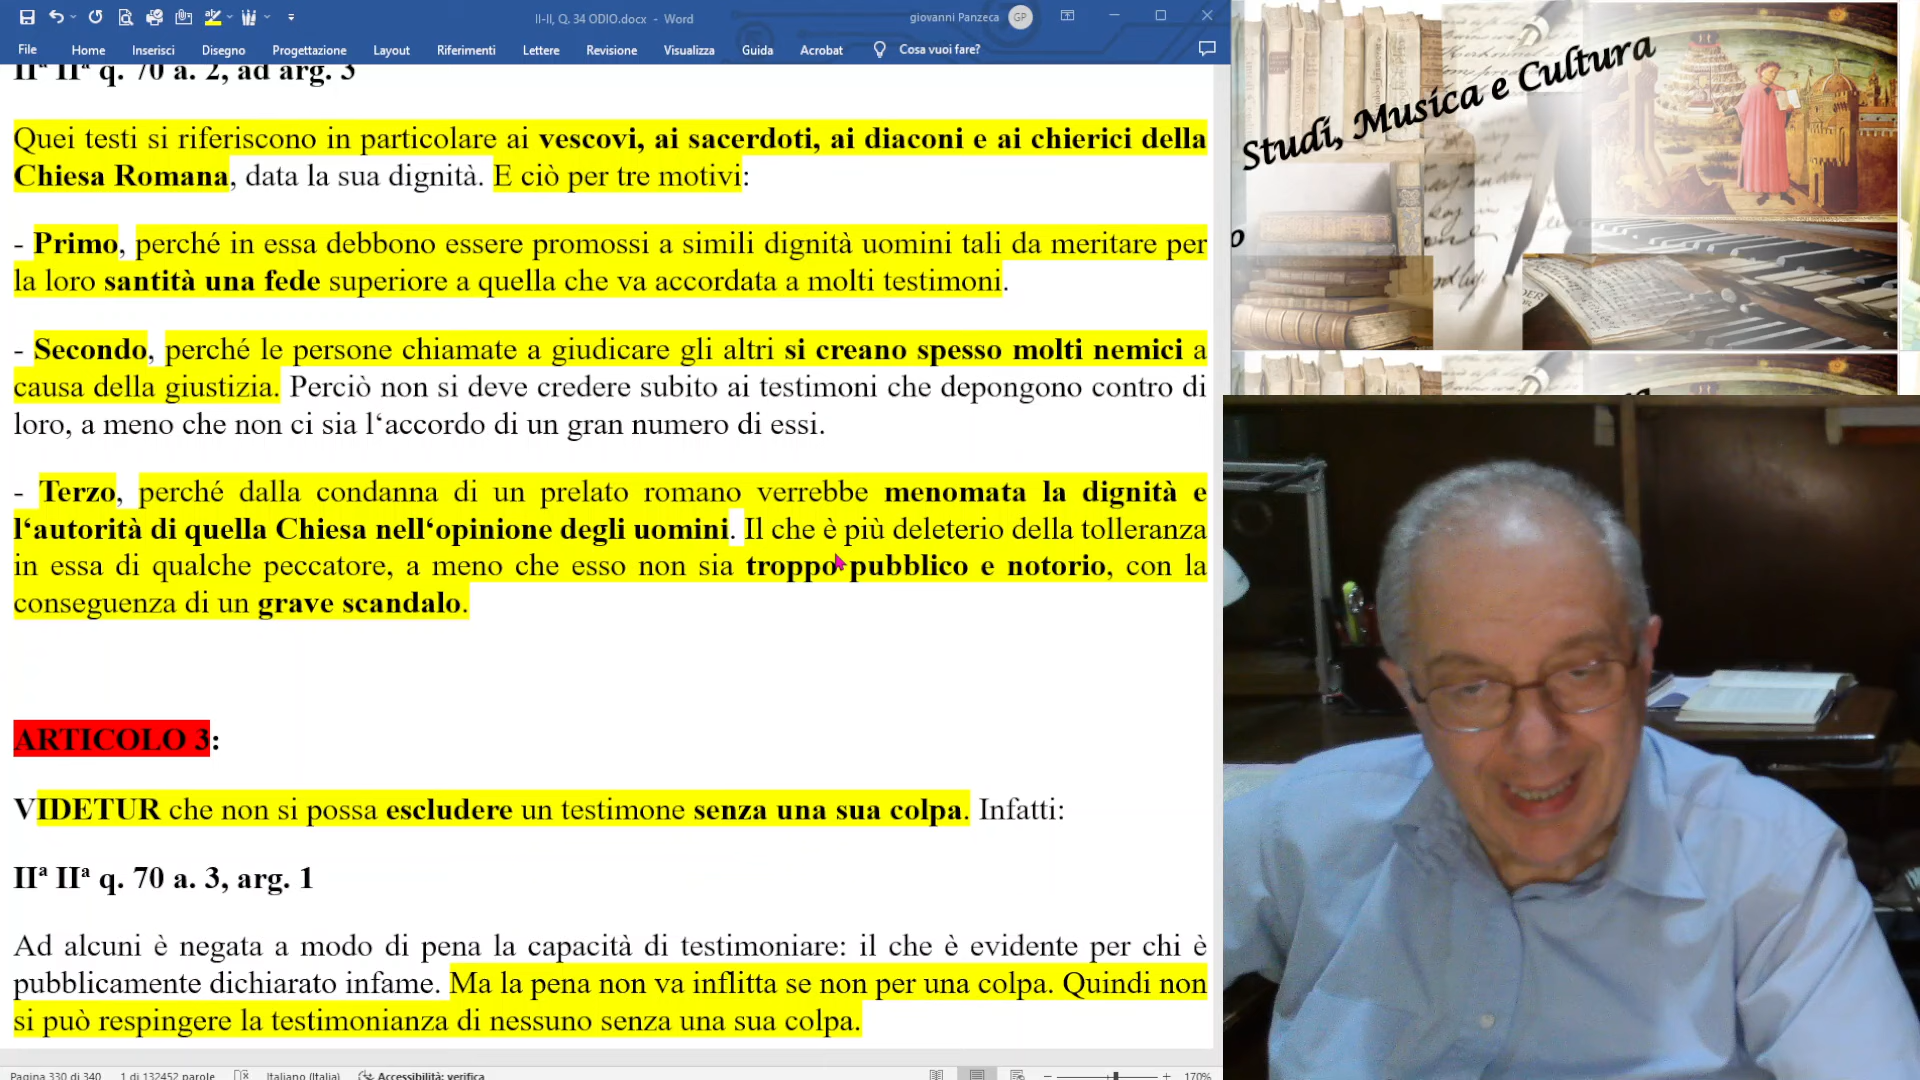 II-II, Q. 34 ODIO.docx - Word
giovanni Panzeca
GP
File Home Inserisci Disegno Progettazione Layout Riferimenti Lettere Revisione Visualizza Guida Acrobat Cosa vuoi fare?
IIª IIª q. 70 a. 2, ad arg. 3
Quei testi si riferiscono in particolare ai vescovi, ai sacerdoti, ai diaconi e ai chierici della
Chiesa Romana, data la sua dignità. E ciò per tre motivi:
- Primo, perché in essa debbono essere promossi a simili dignità uomini tali da meritare per
la loro santità una fede superiore a quella che va accordata a molti testimoni.
- Secondo, perché le persone chiamate a giudicare gli altri si creano spesso molti nemici a
causa della giustizia. Perciò non si deve credere subito ai testimoni che depongono contro di
loro, a meno che non ci sia l‘accordo di un gran numero di essi.
- Terzo, perché dalla condanna di un prelato romano verrebbe menomata la dignità e
l‘autorità di quella Chiesa nell‘opinione degli uomini. Il che è più deleterio della tolleranza
in essa di qualche peccatore, a meno che esso non sia troppo pubblico e notorio, con la
conseguenza di un grave scandalo.
ARTICOLO 3:
VIDETUR che non si possa escludere un testimone senza una sua colpa. Infatti:
IIª IIª q. 70 a. 3, arg. 1
Ad alcuni è negata a modo di pena la capacità di testimoniare: il che è evidente per chi è
pubblicamente dichiarato infame. Ma la pena non va inflitta se non per una colpa. Quindi non
si può respingere la testimonianza di nessuno senza una sua colpa.
Pagina 330 di 340 1 di 132452 parole Italiano (Italia) Accessibilità: verifica 170%
Studi, Musica e Cultura
o